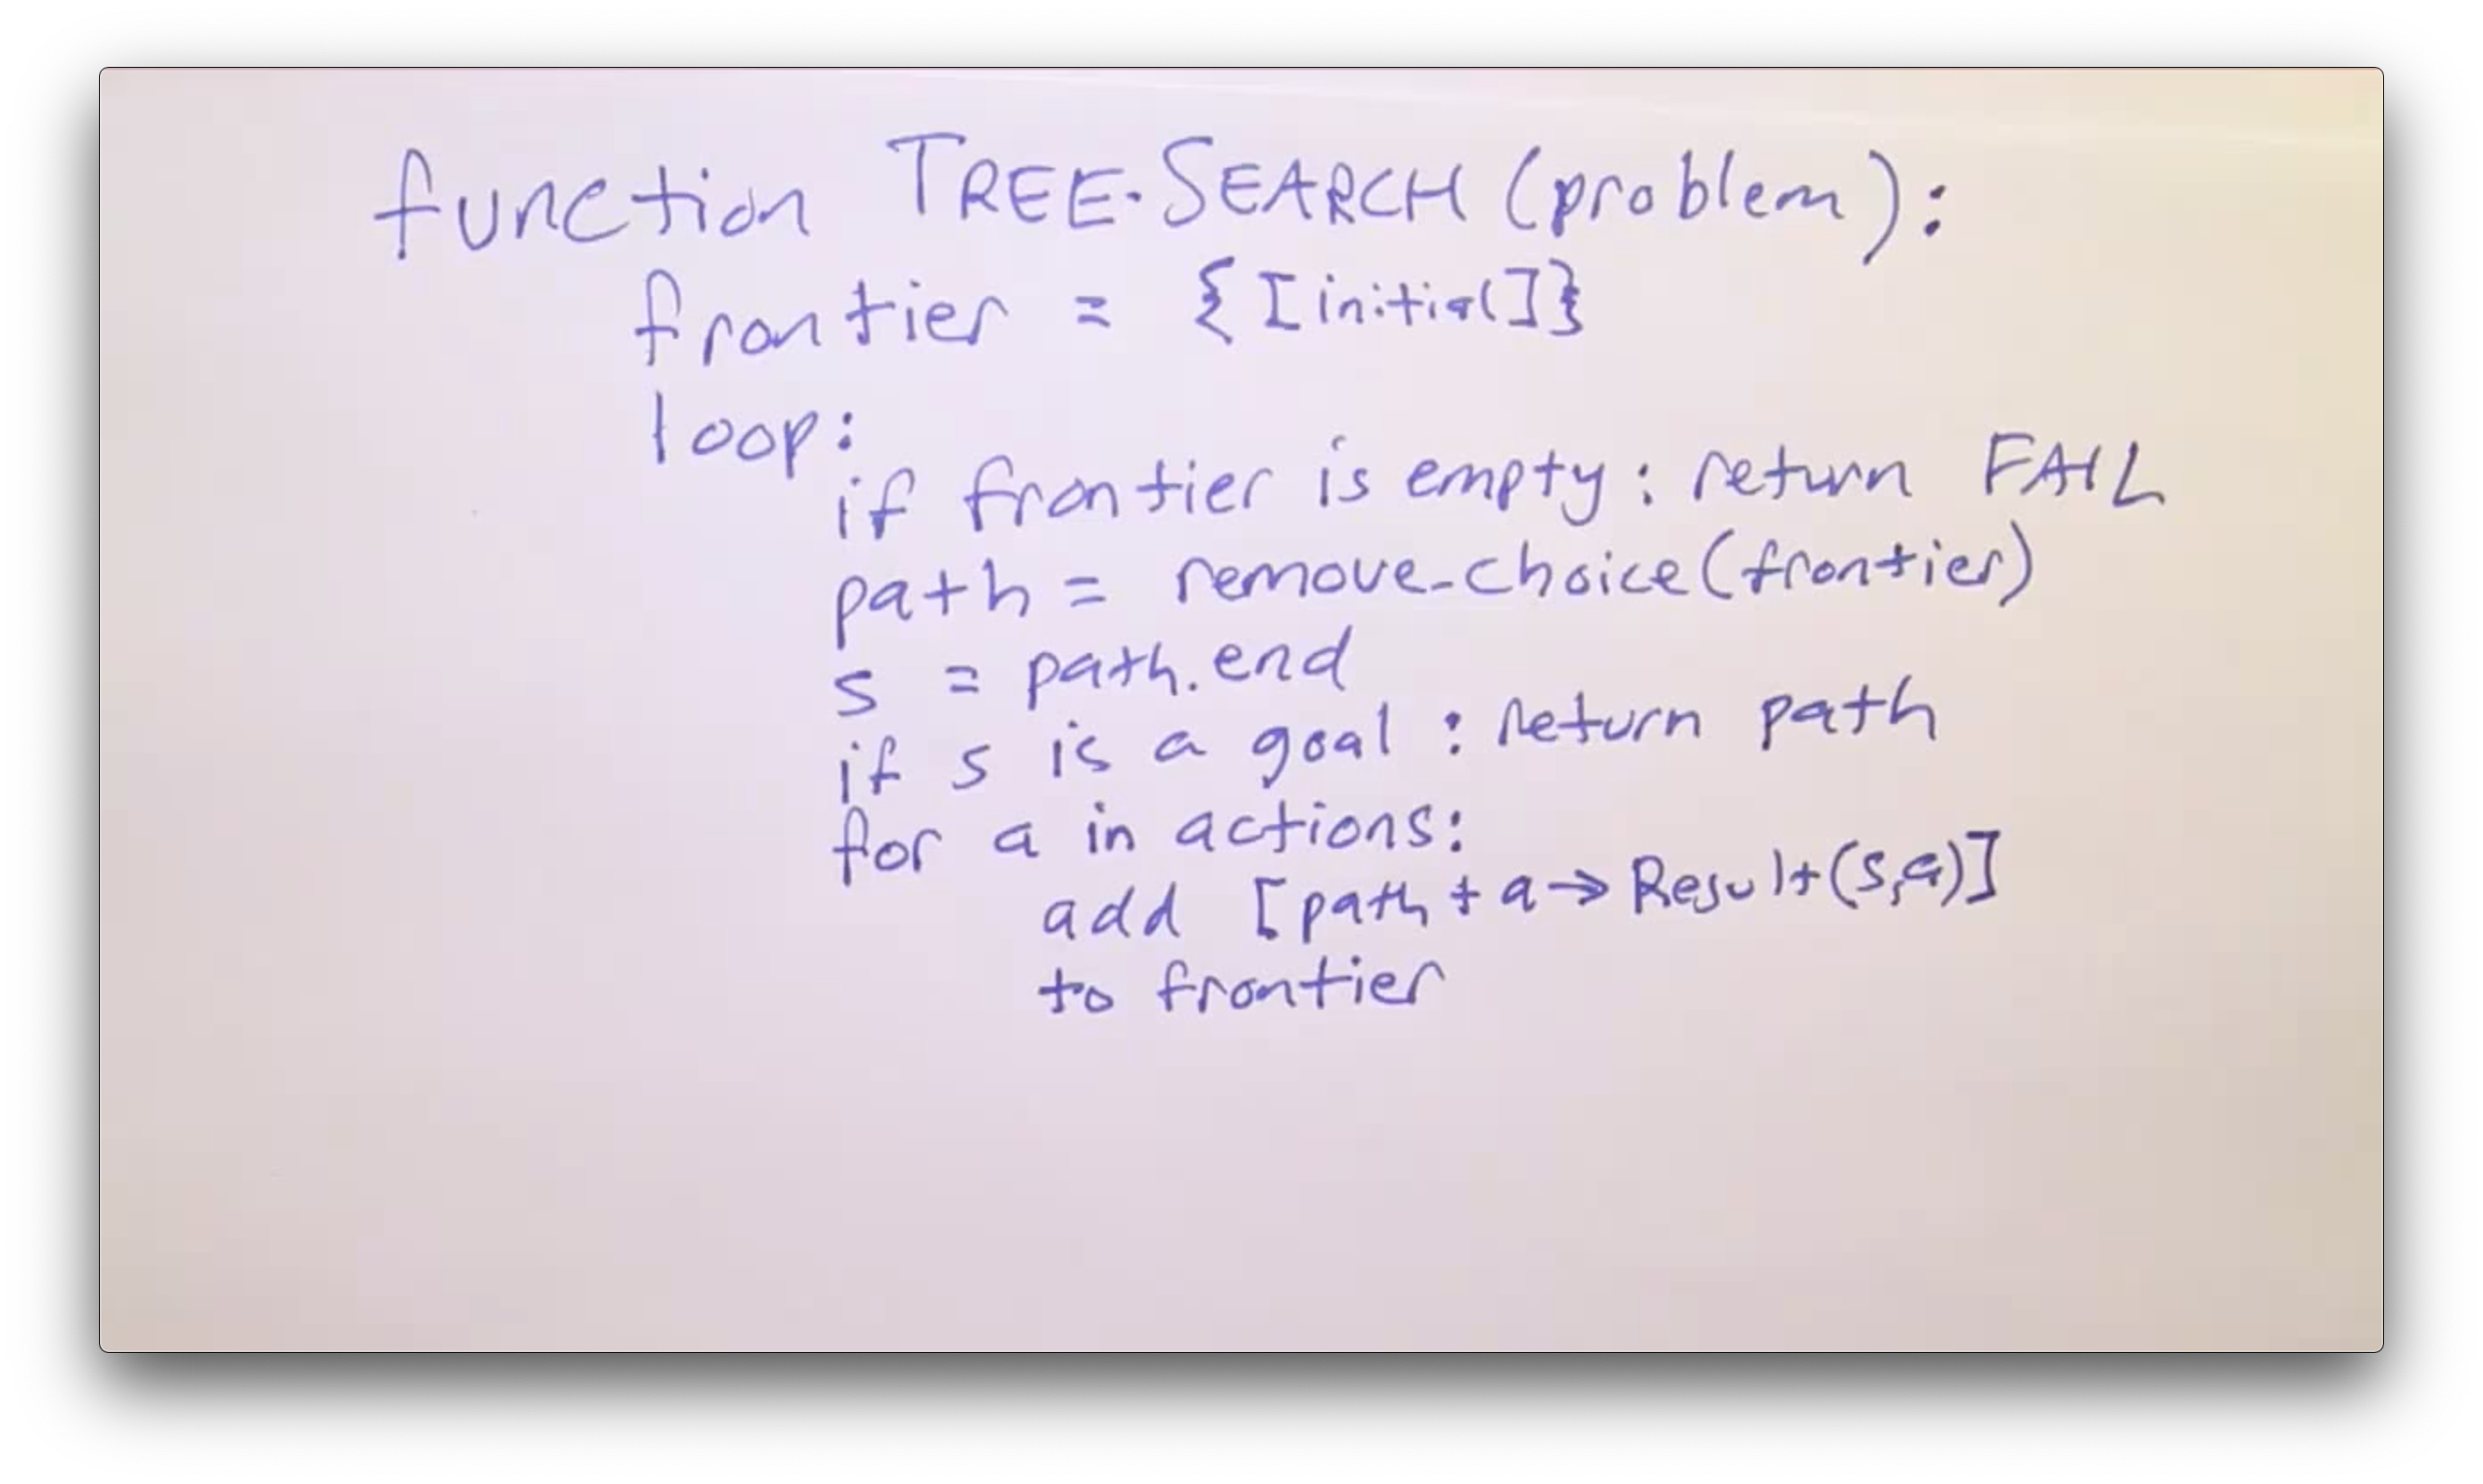 function TREE-SEARCH (problem):
frontier = {[initial]}
loop:
if frontier is empty: return FAIL
path = remove-choice(frontier)
s = path.end
if s is a goal: return path
for a in actions:
add [path + a → Result(s,a)]
to frontier